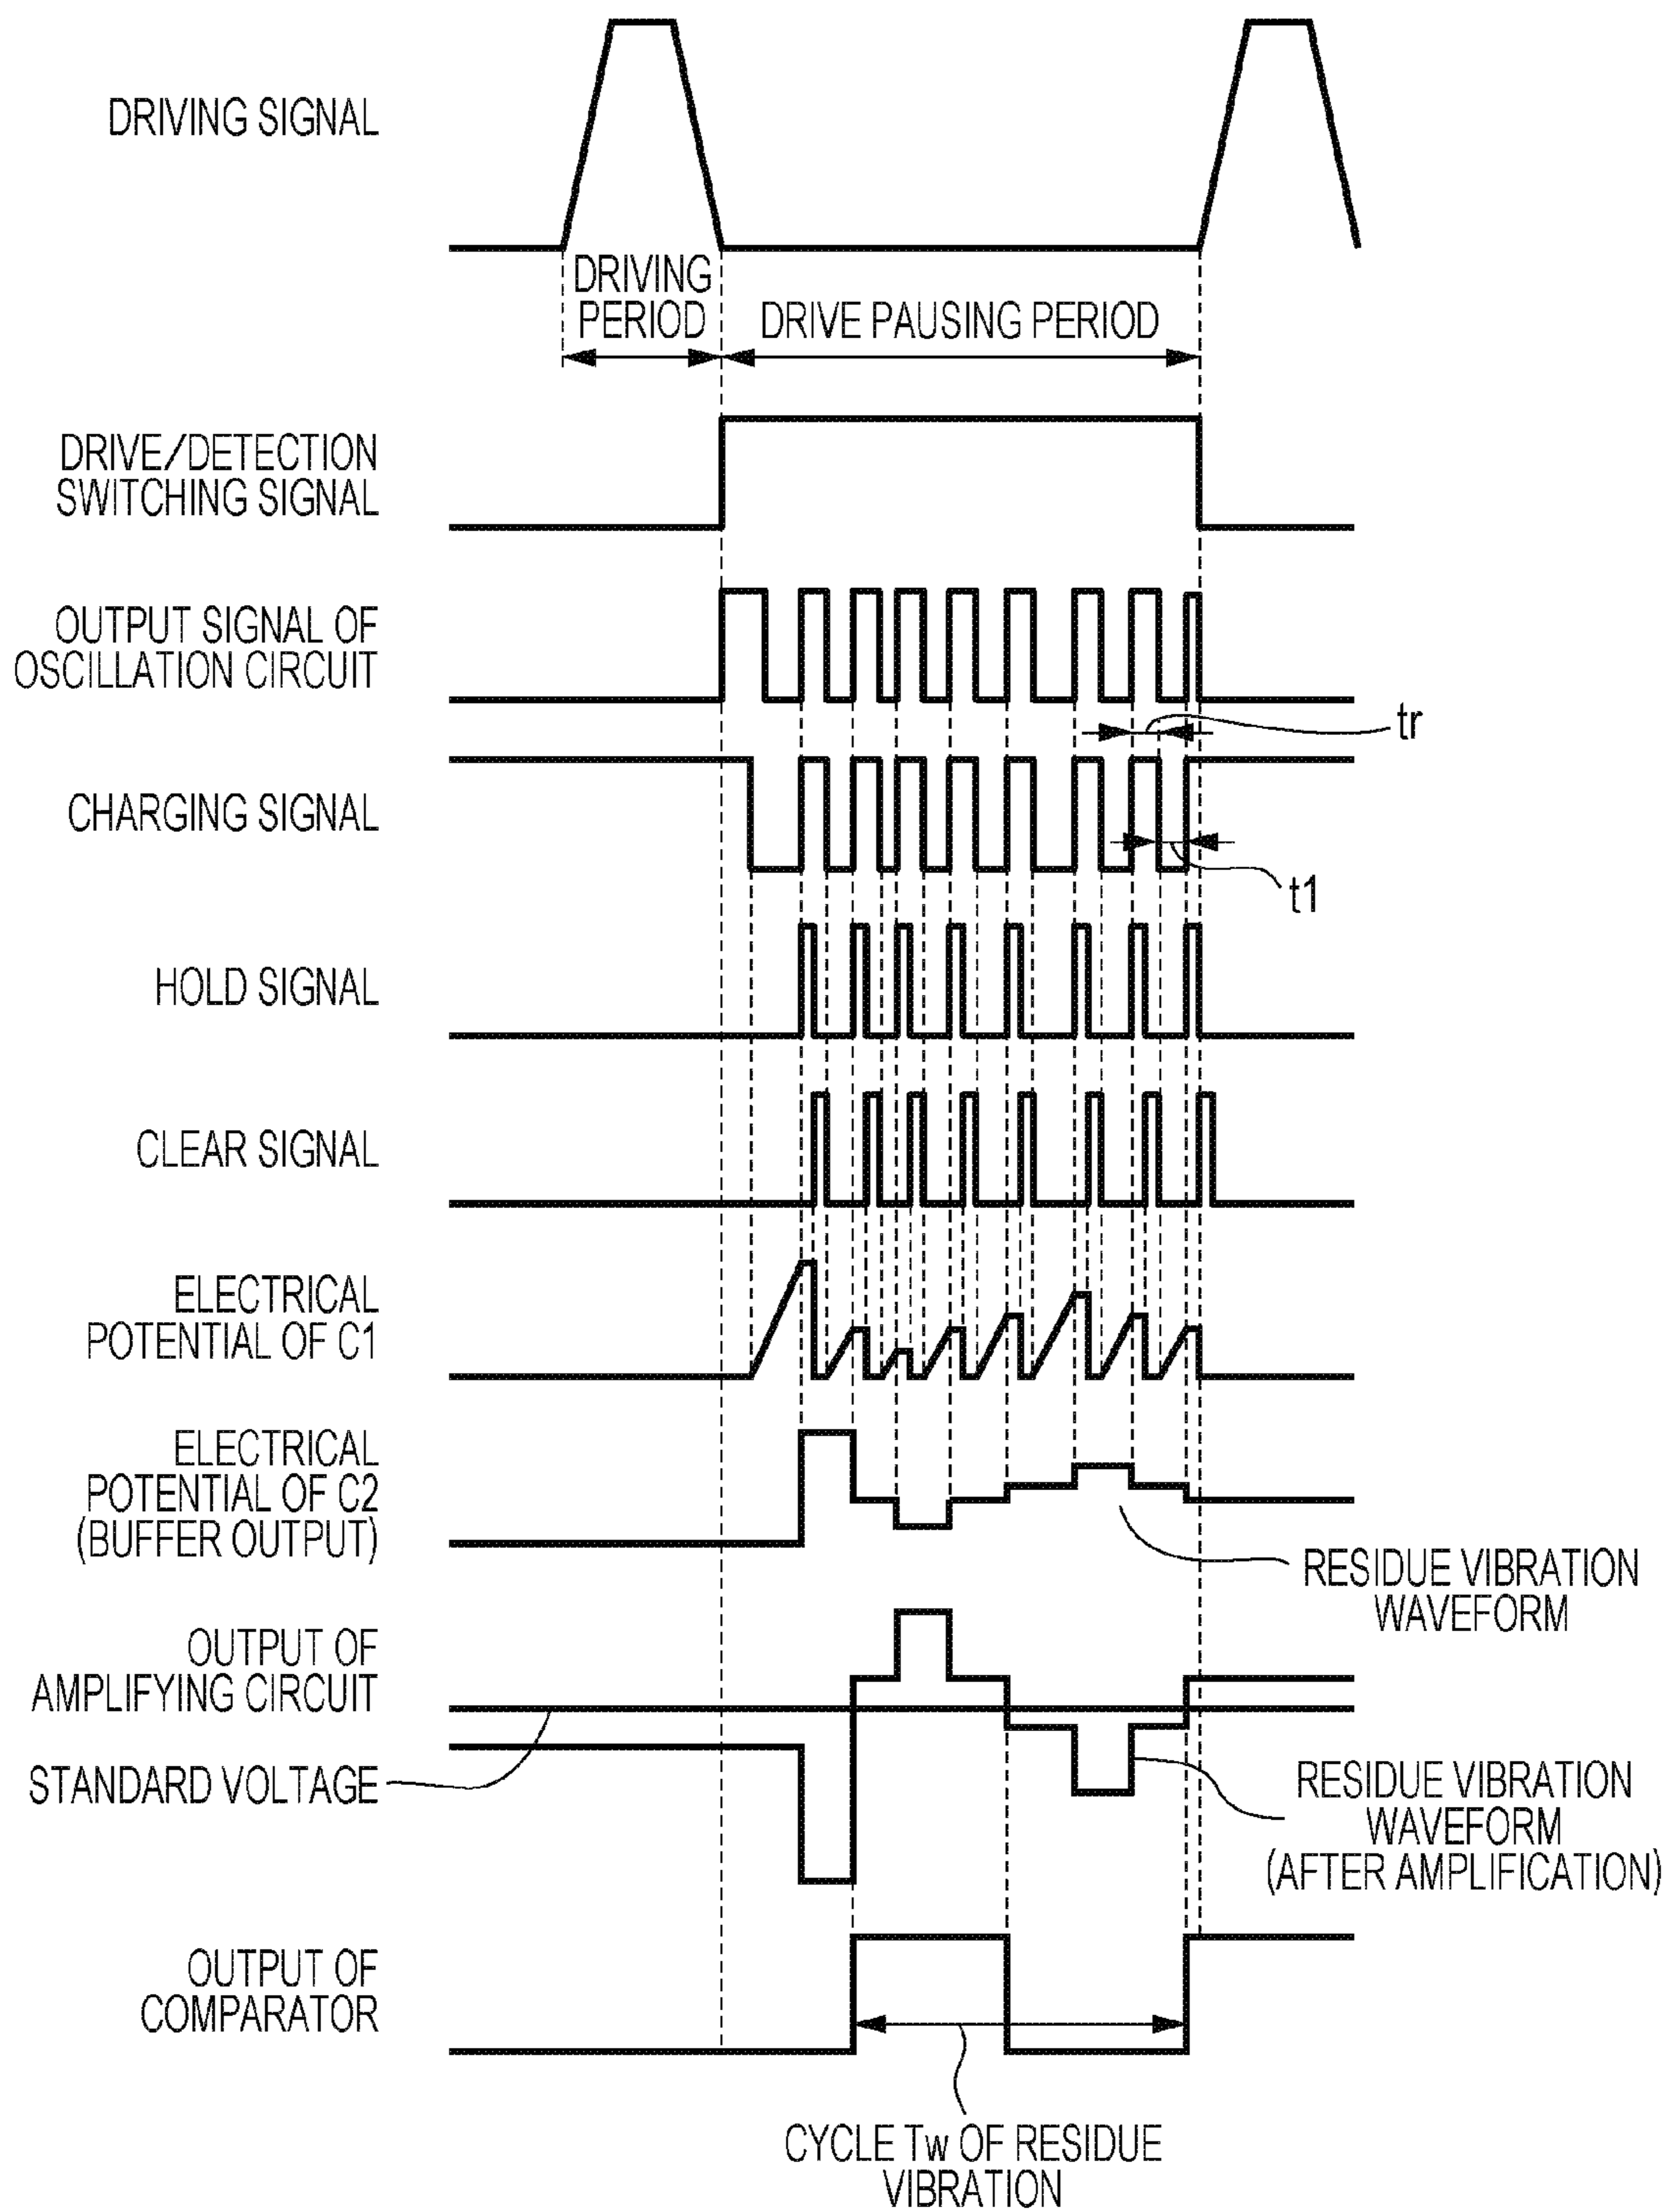 DRIVING SIGNAL
DRIVING
PERIOD
DRIVE PAUSING PERIOD
DRIVE/DETECTION
SWITCHING SIGNAL
OUTPUT SIGNAL OF
OSCILLATION CIRCUIT
tr
CHARGING SIGNAL
t1
HOLD SIGNAL
CLEAR SIGNAL
ELECTRICAL
POTENTIAL OF C1
ELECTRICAL
POTENTIAL OF C2
(BUFFER OUTPUT)
RESIDUE VIBRATION
WAVEFORM
OUTPUT OF
AMPLIFYING CIRCUIT
STANDARD VOLTAGE
RESIDUE VIBRATION
WAVEFORM
(AFTER AMPLIFICATION)
OUTPUT OF
COMPARATOR
CYCLE Tw OF RESIDUE
VIBRATION